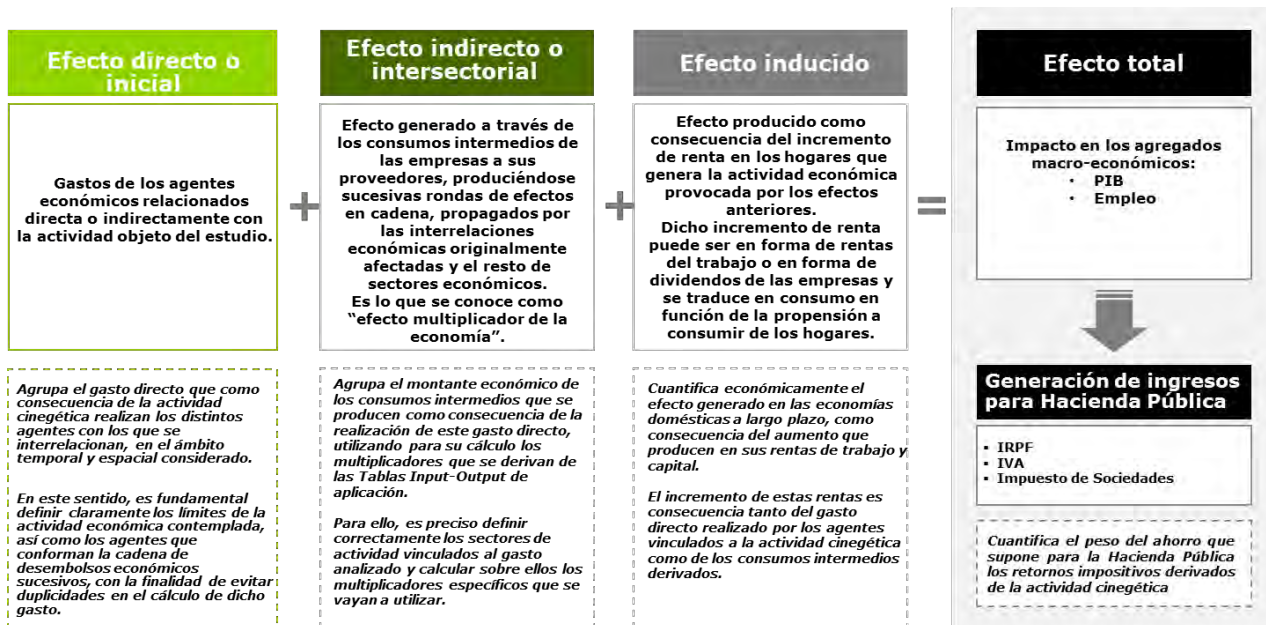 Efecto directo o
inicial
Gastos de los agentes
económicos relacionados
directa o indirectamente con
la actividad objeto del estudio.
Agrupa el gasto directo que como
consecuencia de la actividad
cinegética realizan los distintos
agentes con los que se
interrelacionan, en el ámbito
temporal y espacial considerado.
En este sentido, es fundamental
definir claramente los límites de la
actividad económica contemplada,
así como los agentes que
conforman la cadena de
desembolsos económicos
sucesivos, con la finalidad de evitar
duplicidades en el cálculo de dicho
gasto.
+
Efecto indirecto o
intersectorial
Efecto generado a través de
los consumos intermedios de
las empresas a sus
proveedores, produciéndose
sucesivas rondas de efectos
en cadena, propagados por
las interrelaciones
económicas originalmente
afectadas y el resto de
sectores económicos.
Es lo que se conoce como
“efecto multiplicador de la
economía”.
Agrupa el montante económico de
los consumos intermedios que se
producen como consecuencia de la
realización de este gasto directo,
utilizando para su cálculo los
multiplicadores que se derivan de
las Tablas Input-Output de
aplicación.
Para ello, es preciso definir
correctamente los sectores de
actividad vinculados al gasto
analizado y calcular sobre ellos los
multiplicadores específicos que se
vayan a utilizar.
+
Efecto inducido
Efecto producido como
consecuencia del incremento
de renta en los hogares que
genera la actividad económica
provocada por los efectos
anteriores.
Dicho incremento de renta
puede ser en forma de rentas
del trabajo o en forma de
dividendos de las empresas y
se traduce en consumo en
función de la propensión a
consumir de los hogares.
Cuantifica económicamente el
efecto generado en las economías
domésticas a largo plazo, como
consecuencia del aumento que
producen en sus rentas de trabajo y
capital.
El incremento de estas rentas es
consecuencia tanto del gasto
directo realizado por los agentes
vinculados a la actividad cinegética
como de los consumos intermedios
derivados.
=
Efecto total
Impacto en los agregados
macro-económicos:
• PIB
• Empleo
Generación de ingresos
para Hacienda Pública
▪ IRPF
▪ IVA
▪ Impuesto de Sociedades
Cuantifica el peso del ahorro que
supone para la Hacienda Pública
los retornos impositivos derivados
de la actividad cinegética